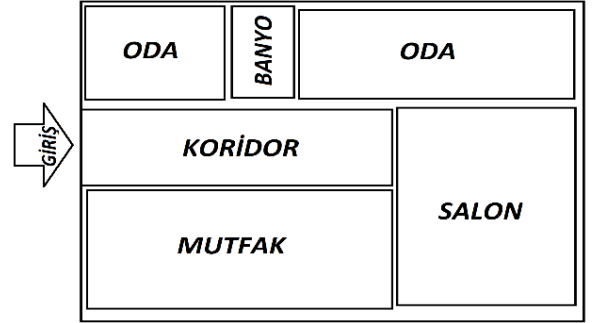 ODA
BANYO
ODA
GİRİŞ
KORİDOR
SALON
MUTFAK